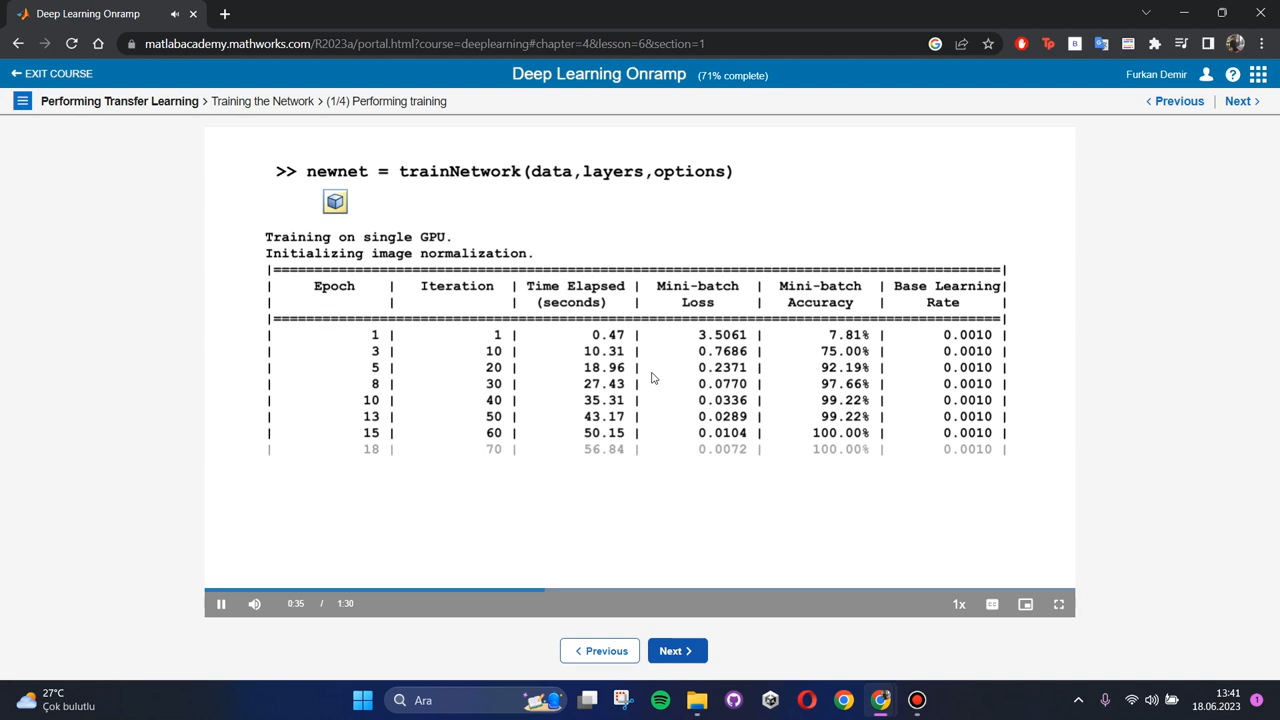 Deep Learning Onramp
matlabacademy.mathworks.com/R2023a/portal.html?course=deeplearning#chapter=4&lesson=6&section=1
EXIT COURSE
Deep Learning Onramp (71% complete)
Furkan Demir
Performing Transfer Learning > Training the Network > (1/4) Performing training
< Previous | Next >
>> newnet = trainNetwork(data,layers,options)
Training on single GPU.
Initializing image normalization.
|=========================================================================================|
| Epoch | Iteration | Time Elapsed | Mini-batch | Mini-batch | Base Learning|
| | | (seconds) | Loss | Accuracy | Rate |
|=========================================================================================|
| 1 | 1 | 0.47 | 3.5061 | 7.81% | 0.0010 |
| 3 | 10 | 10.31 | 0.7686 | 75.00% | 0.0010 |
| 5 | 20 | 18.96 | 0.2371 | 92.19% | 0.0010 |
| 8 | 30 | 27.43 | 0.0770 | 97.66% | 0.0010 |
| 10 | 40 | 35.31 | 0.0336 | 99.22% | 0.0010 |
| 13 | 50 | 43.17 | 0.0289 | 99.22% | 0.0010 |
| 15 | 60 | 50.15 | 0.0104 | 100.00% | 0.0010 |
| 18 | 70 | 56.84 | 0.0072 | 100.00% | 0.0010 |
0:35 / 1:30
1x
< Previous
Next >
27°C
Çok bulutlu
Ara
13:41
18.06.2023
1